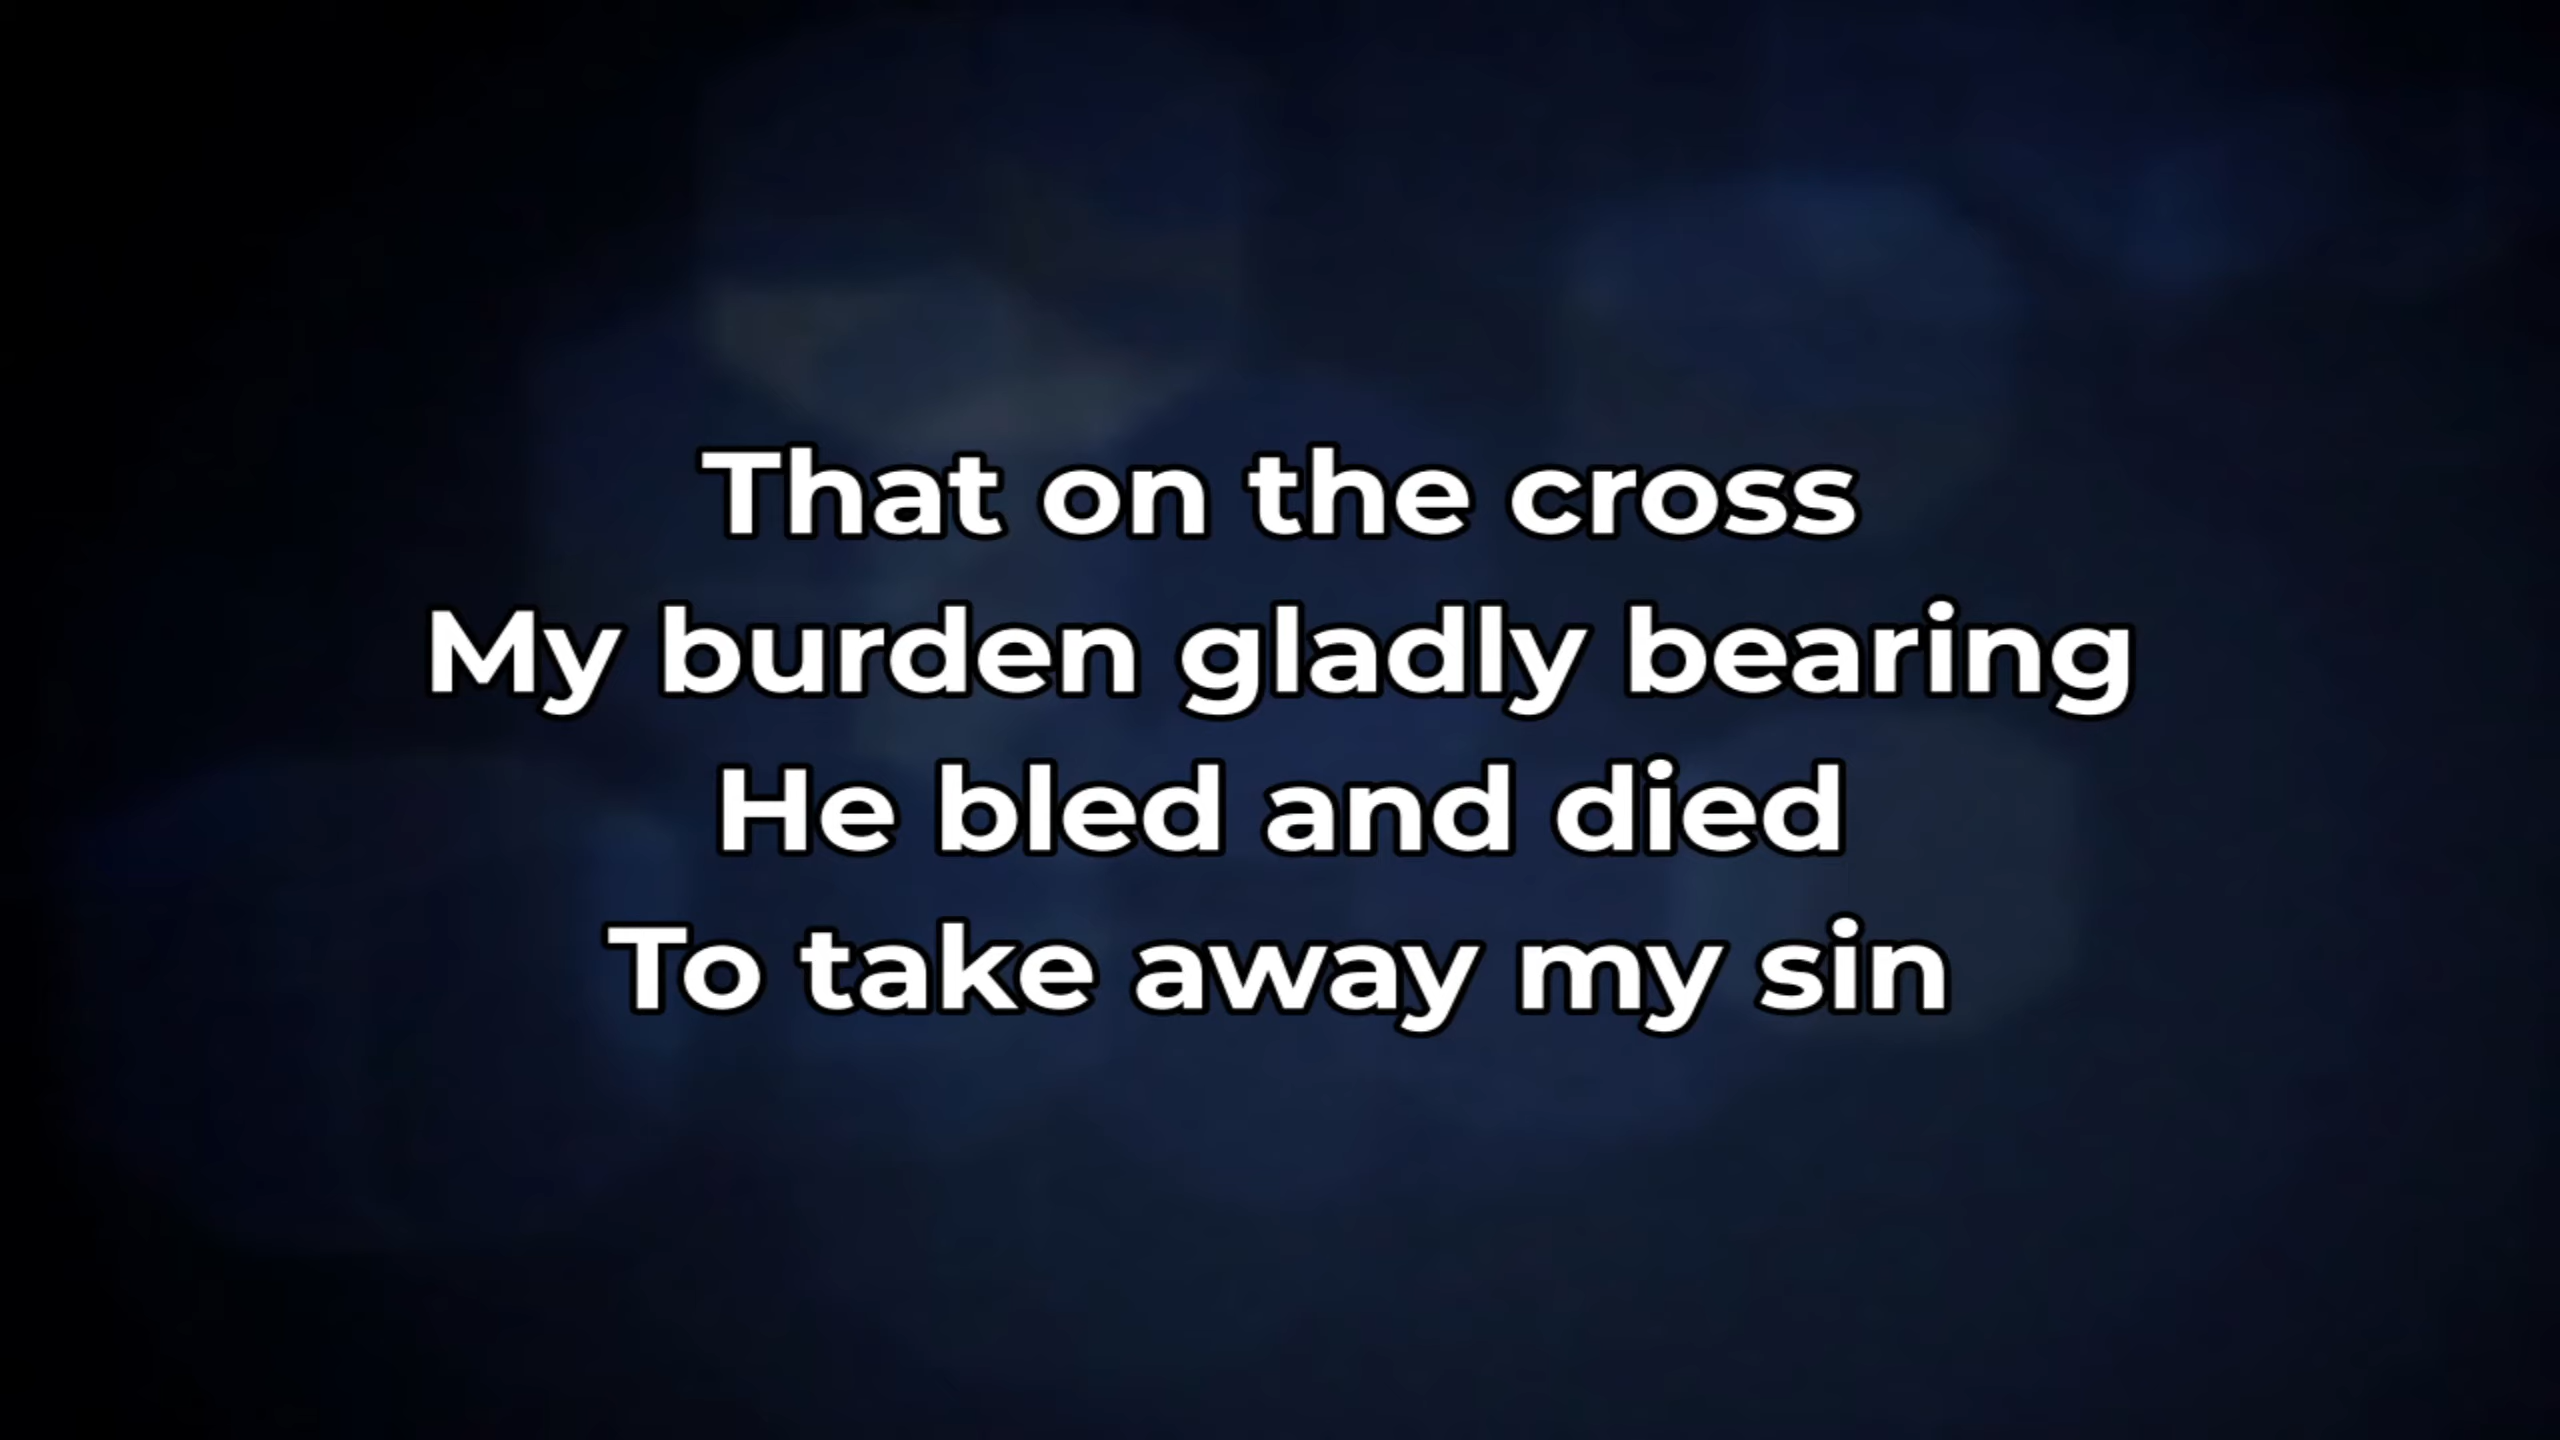 That on the cross
My burden gladly bearing
He bled and died
To take away my sin